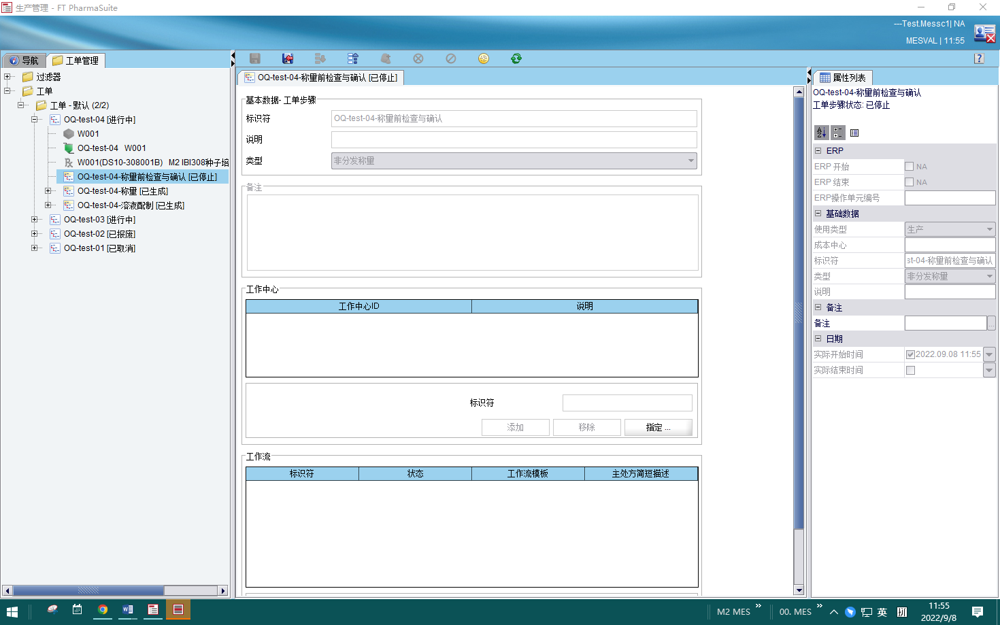 生产管理 - FT PharmaSuite
---Test.Messc1| NA
MESVAL | 11:55
导航
工单管理
过滤器
工单
工单 - 默认 (2/2)
OQ-test-04 [进行中]
W001
OQ-test-04 W001
W001(DS10-308001B) M2 IBI308种子培
OQ-test-04-称量前检查与确认 [已停止]
OQ-test-04-称量 [已生成]
OQ-test-04-溶液配制 [已生成]
OQ-test-03 [进行中]
OQ-test-02 [已报废]
OQ-test-01 [已取消]
OQ-test-04-称量前检查与确认 [已停止]
基本数据- 工单步骤
标识符
OQ-test-04-称量前检查与确认
说明
类型
非分发称量
备注
工作中心
工作中心ID 说明
标识符
添加 移除 指定 ...
工作流
标识符 状态 工作流模板 主处方简短描述
属性列表
OQ-test-04-称量前检查与确认
工单步骤状态: 已停止
ERP
ERP 开始 NA
ERP 结束 NA
ERP操作单元编号
基础数据
使用类型 生产
成本中心
标识符 st-04-称量前检查与确认
类型 非分发称量
说明
备注
备注 ...
日期
实际开始时间 2022.09.08 11:55
实际结束时间
M2 MES
00. MES
英
拼
11:55
2022/9/8